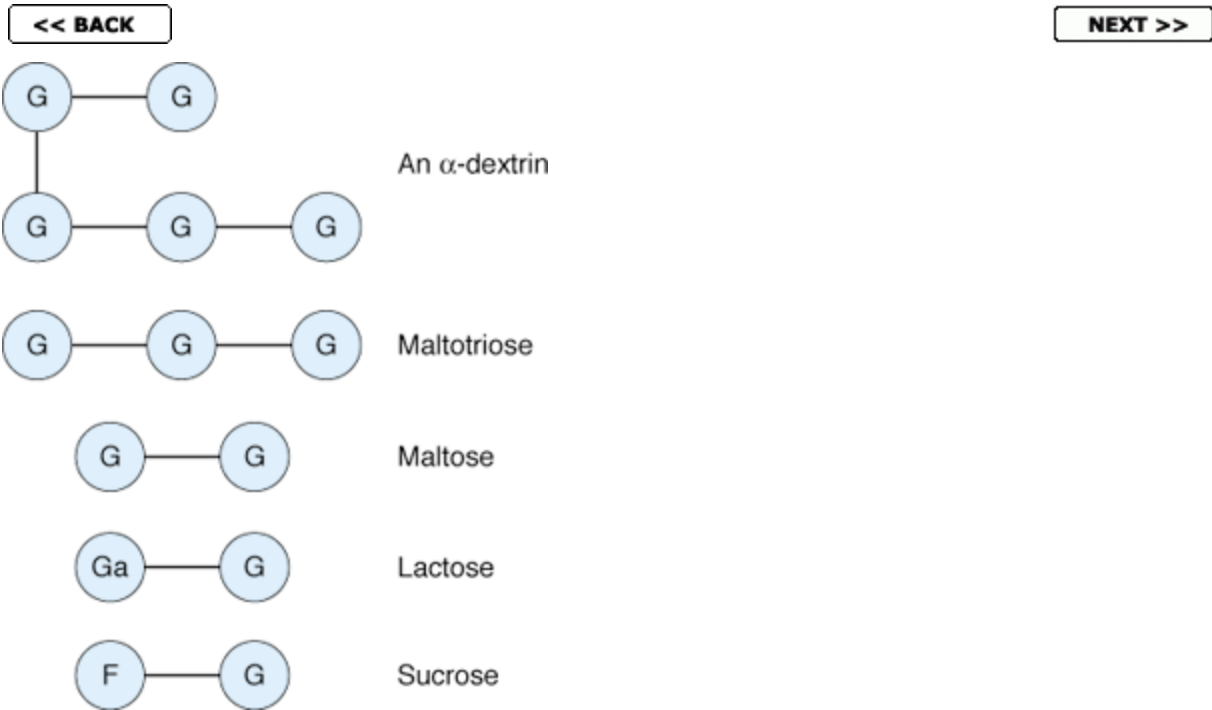 << BACK
NEXT >>
G G
An α-dextrin
G G G
G G G Maltotriose
G G Maltose
Ga G Lactose
F G Sucrose